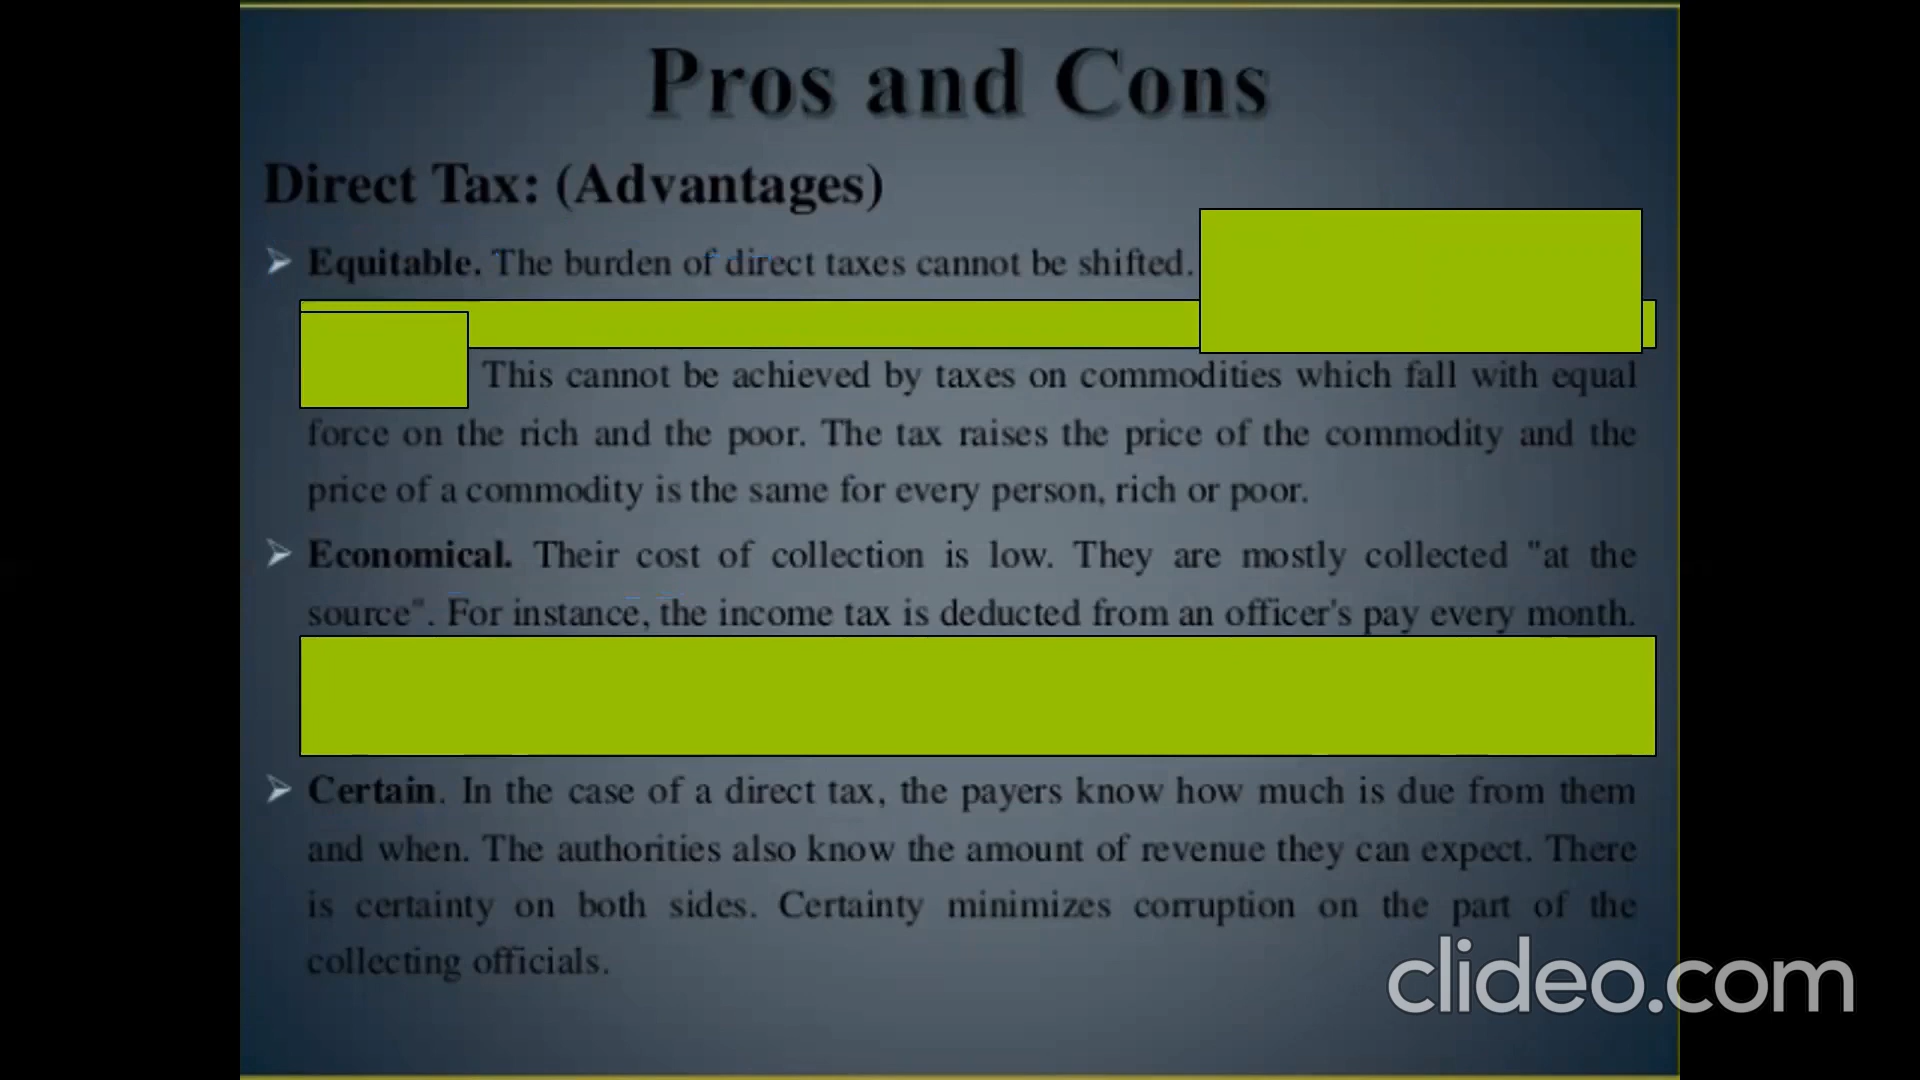 Pros and Cons
Direct Tax: (Advantages)
Equitable. The burden of direct taxes cannot be shifted.
This cannot be achieved by taxes on commodities which fall with equal
force on the rich and the poor. The tax raises the price of the commodity and the
price of a commodity is the same for every person, rich or poor.
Economical. Their cost of collection is low. They are mostly collected "at the
source". For instance, the income tax is deducted from an officer's pay every month.
Certain. In the case of a direct tax, the payers know how much is due from them
and when. The authorities also know the amount of revenue they can expect. There
is certainty on both sides. Certainty minimizes corruption on the part of the
collecting officials.
clideo.com